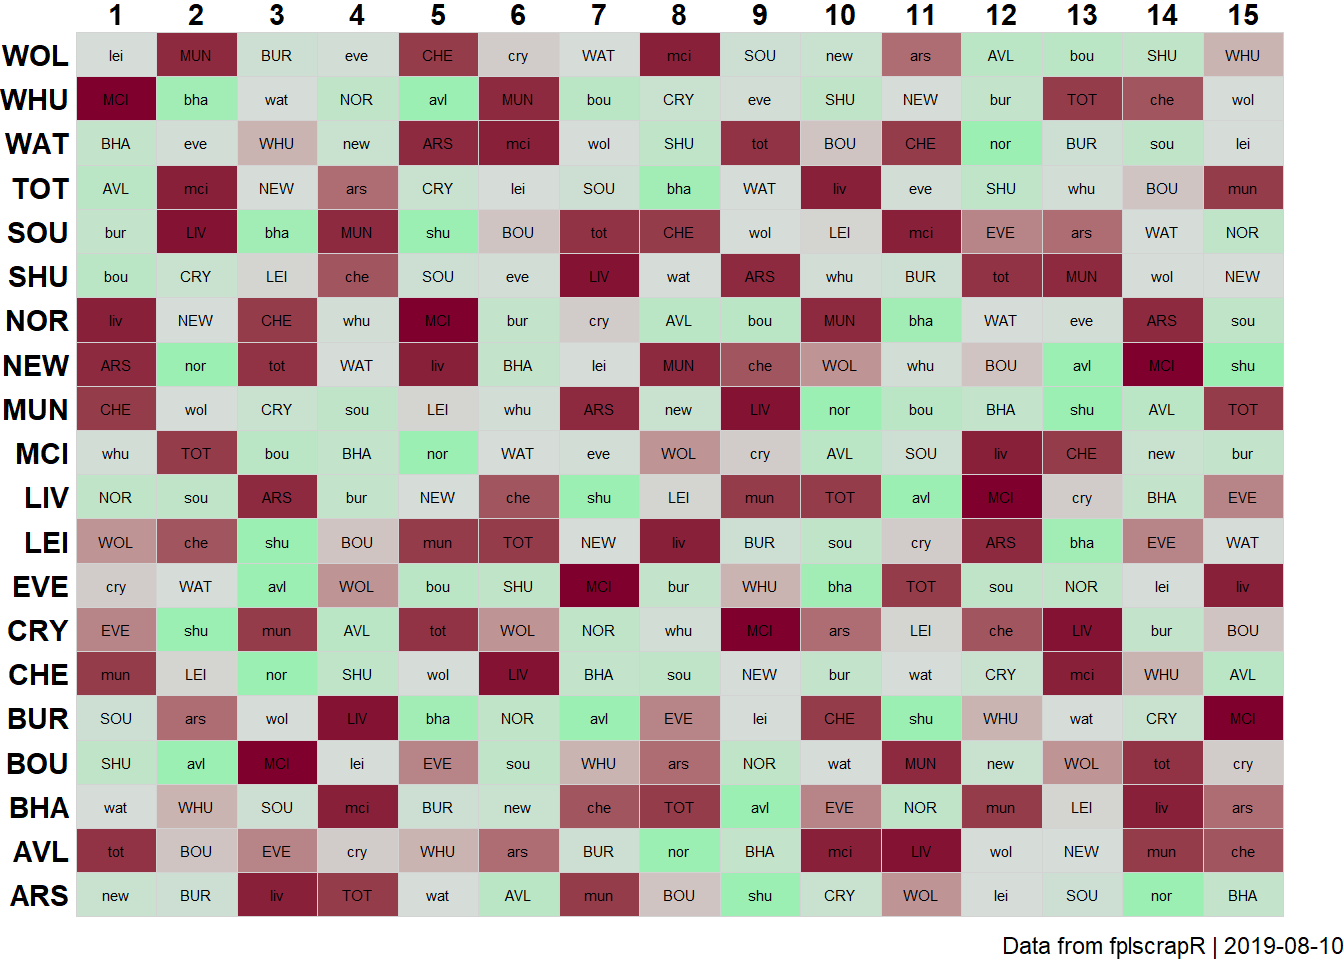 1 2 3 4 5 6 7 8 9 10 11 12 13 14 15
WOL lei MUN BUR eve CHE cry WAT mci SOU new ars AVL bou SHU WHU
WHU MCI bha wat NOR avl MUN bou CRY eve SHU NEW bur TOT che wol
WAT BHA eve WHU new ARS mci wol SHU tot BOU CHE nor BUR sou lei
TOT AVL mci NEW ars CRY lei SOU bha WAT liv eve SHU whu BOU mun
SOU bur LIV bha MUN shu BOU tot CHE wol LEI mci EVE ars WAT NOR
SHU bou CRY LEI che SOU eve LIV wat ARS whu BUR tot MUN wol NEW
NOR liv NEW CHE whu MCI bur cry AVL bou MUN bha WAT eve ARS sou
NEW ARS nor tot WAT liv BHA lei MUN che WOL whu BOU avl MCI shu
MUN CHE wol CRY sou LEI whu ARS new LIV nor bou BHA shu AVL TOT
MCI whu TOT bou BHA nor WAT eve WOL cry AVL SOU liv CHE new bur
LIV NOR sou ARS bur NEW che shu LEI mun TOT avl MCI cry BHA EVE
LEI WOL che shu BOU mun TOT NEW liv BUR sou cry ARS bha EVE WAT
EVE cry WAT avl WOL bou SHU MCI bur WHU bha TOT sou NOR lei liv
CRY EVE shu mun AVL tot WOL NOR whu MCI ars LEI che LIV bur BOU
CHE mun LEI nor SHU wol LIV BHA sou NEW bur wat CRY mci WHU AVL
BUR SOU ars wol LIV bha NOR avl EVE lei CHE shu WHU wat CRY MCI
BOU SHU avl MCI lei EVE sou WHU ars NOR wat MUN new WOL tot cry
BHA wat WHU SOU mci BUR new che TOT avl EVE NOR mun LEI liv ars
AVL tot BOU EVE cry WHU ars BUR nor BHA mci LIV wol NEW mun che
ARS new BUR liv TOT wat AVL mun BOU shu CRY WOL lei SOU nor BHA
Data from fplscrapR | 2019-08-10